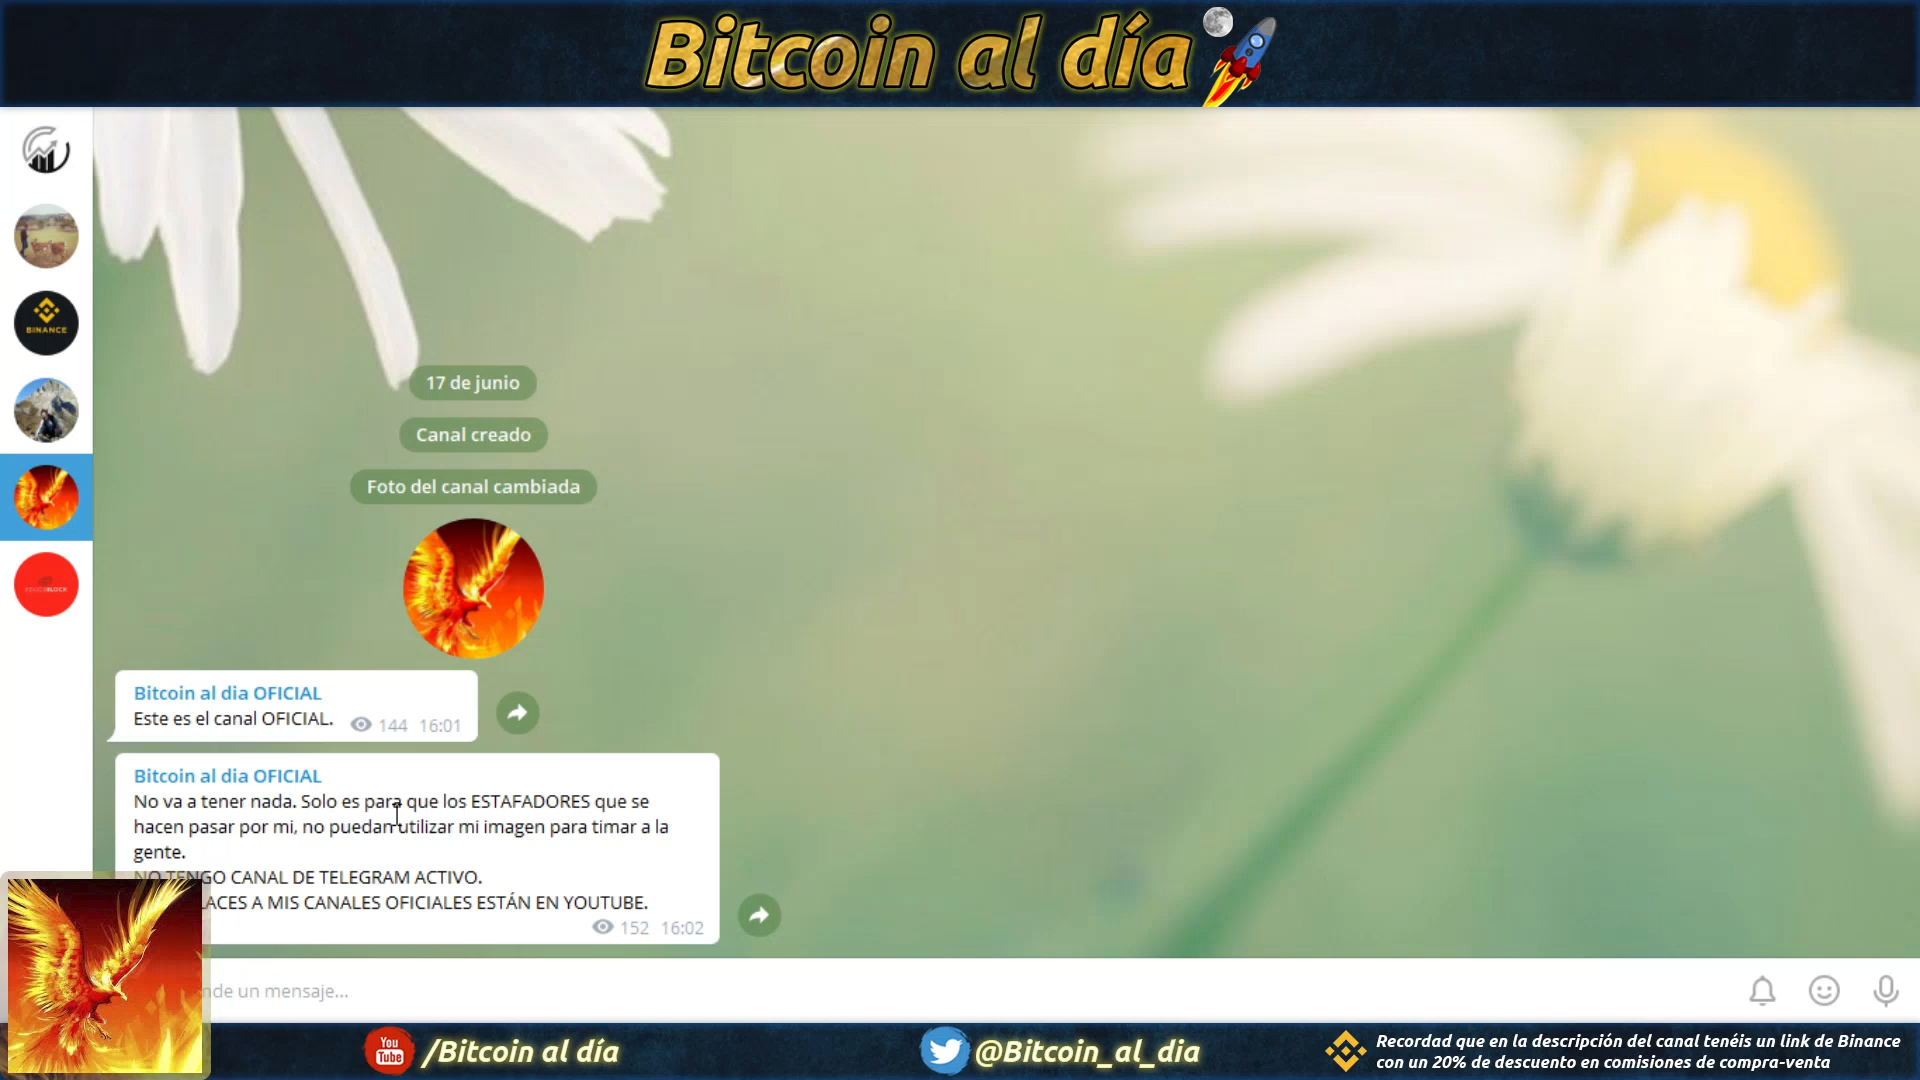 Bitcoin al día
BINANCE
17 de junio
Canal creado
Foto del canal cambiada
Bitcoin al dia OFICIAL
Este es el canal OFICIAL.
144 16:01
Bitcoin al dia OFICIAL
No va a tener nada. Solo es para que los ESTAFADORES que se
hacen pasar por mi, no puedan utilizar mi imagen para timar a la
gente.
NO TENGO CANAL DE TELEGRAM ACTIVO.
A MIS CANALES OFICIALES ESTÁN EN YOUTUBE.
152 16:02
un mensaje...
You
Tube
/Bitcoin al día
@Bitcoin_al_dia
Recordad que en la descripción del canal tenéis un link de Binance
con un 20% de descuento en comisiones de compra-venta